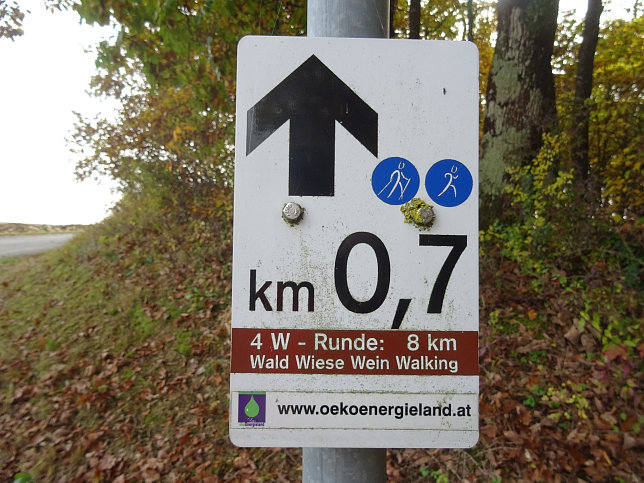 km 0,7
4 W - Runde: 8 km
Wald Wiese Wein Walking
www.oekoenergieland.at